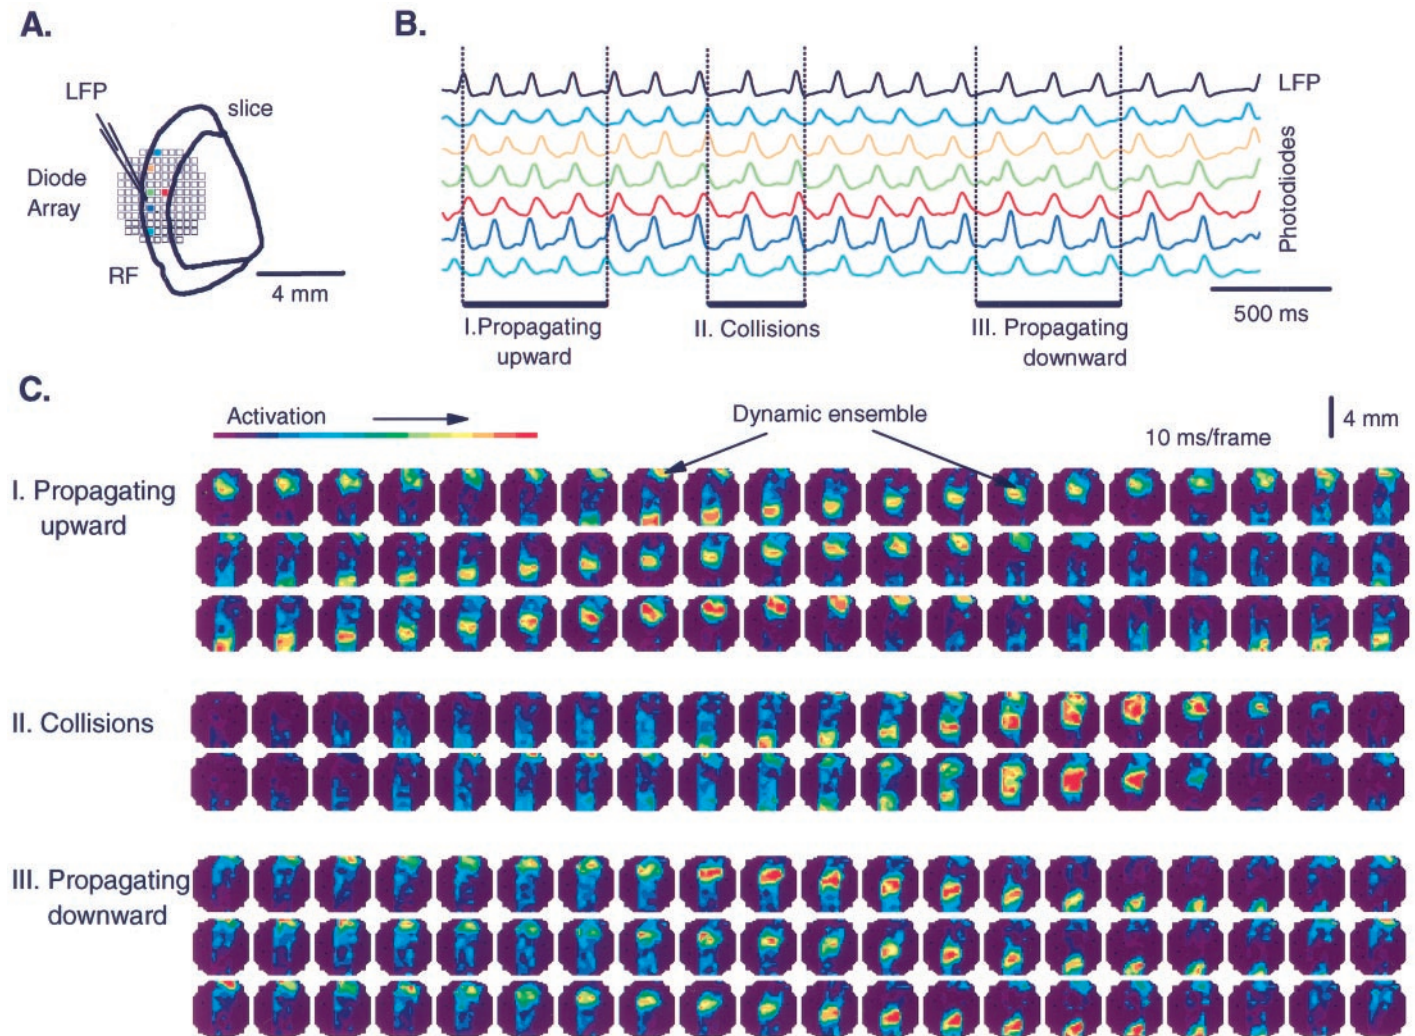 A.
LFP
slice
Diode
Array
RF
4 mm
B.
LFP
Photodiodes
I.Propagating
upward
II. Collisions
III. Propagating
downward
500 ms
C.
Activation
Dynamic ensemble
10 ms/frame
4 mm
I. Propagating
upward
II. Collisions
III. Propagating
downward